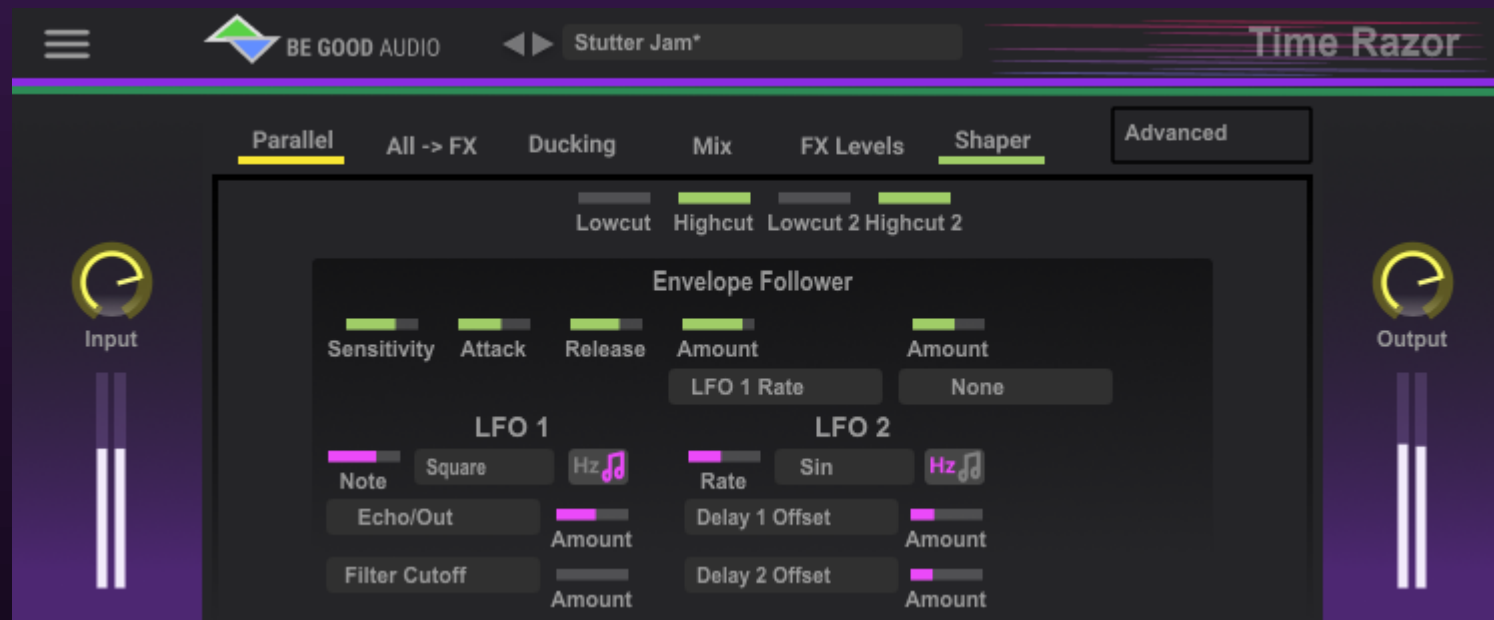 BE GOOD AUDIO
Stutter Jam*
Time Razor
Parallel All -> FX Ducking Mix FX Levels Shaper Advanced
Lowcut Highcut Lowcut 2 Highcut 2
Envelope Follower
Input
Sensitivity Attack Release Amount Amount
Output
LFO 1 Rate None
LFO 1 LFO 2
Note Square Hz Rate Sin Hz
Echo/Out Amount Delay 1 Offset Amount
Filter Cutoff Amount Delay 2 Offset Amount